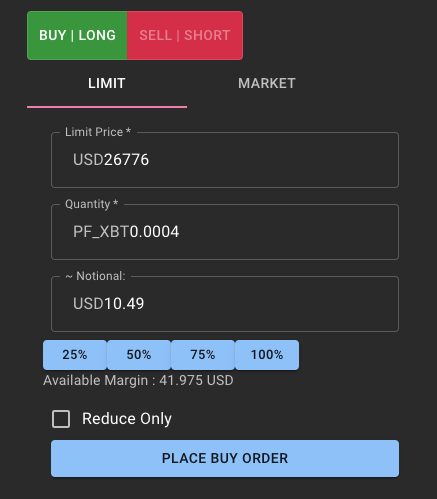 BUY | LONG SELL | SHORT
LIMIT MARKET
Limit Price *
USD26776
Quantity *
PF_XBT0.0004
~ Notional:
USD10.49
25% 50% 75% 100%
Available Margin : 41.975 USD
Reduce Only
PLACE BUY ORDER